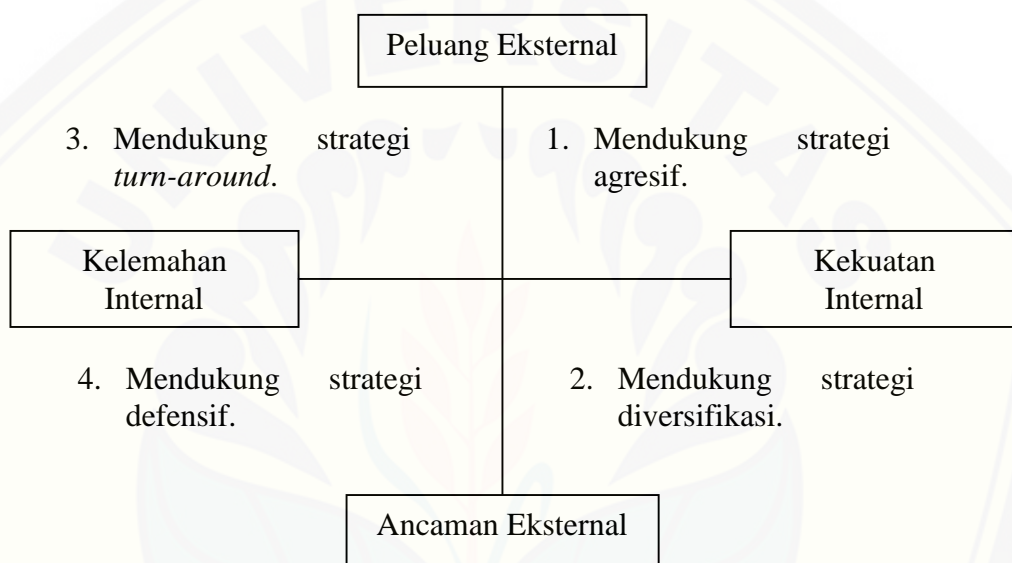 Peluang Eksternal
3. Mendukung strategi
turn-around.
1. Mendukung strategi
agresif.
Kelemahan
Internal
Kekuatan
Internal
4. Mendukung strategi
defensif.
2. Mendukung strategi
diversifikasi.
Ancaman Eksternal
UNIVERSITAS